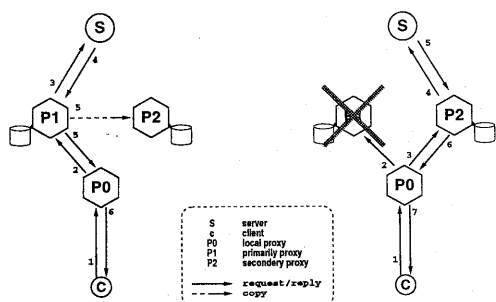 S
3 4
P1 5 P2
5
2
P0
6
1
C
S
5
4
P2
3 6
2
P0
7
1
C
S server
c client
P0 local proxy
P1 primarily proxy
P2 secondery proxy
request/reply
copy